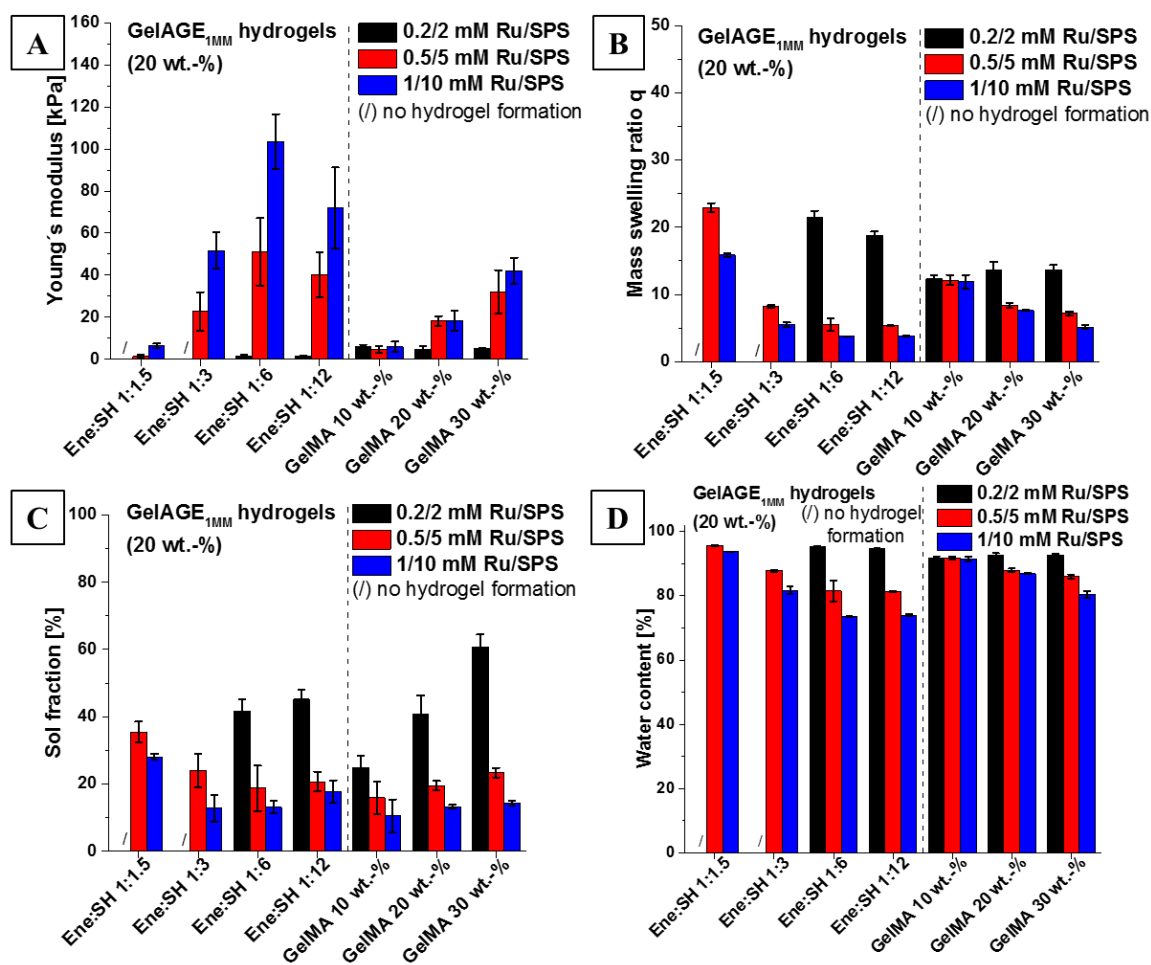 A
GelAGE1MM hydrogels
(20 wt.-%)
0.2/2 mM Ru/SPS
0.5/5 mM Ru/SPS
1/10 mM Ru/SPS
(/) no hydrogel formation
Young´s modulus [kPa]
160
140
120
100
80
60
40
20
0
/
/
Ene:SH 1:1.5
Ene:SH 1:3
Ene:SH 1:6
Ene:SH 1:12
GelMA 10 wt.-%
GelMA 20 wt.-%
GelMA 30 wt.-%
B
GelAGE1MM hydrogels
(20 wt.-%)
0.2/2 mM Ru/SPS
0.5/5 mM Ru/SPS
1/10 mM Ru/SPS
(/) no hydrogel formation
Mass swelling ratio q
50
40
30
20
10
0
/
/
Ene:SH 1:1.5
Ene:SH 1:3
Ene:SH 1:6
Ene:SH 1:12
GelMA 10 wt.-%
GelMA 20 wt.-%
GelMA 30 wt.-%
C
GelAGE1MM hydrogels
(20 wt.-%)
0.2/2 mM Ru/SPS
0.5/5 mM Ru/SPS
1/10 mM Ru/SPS
(/) no hydrogel formation
Sol fraction [%]
100
80
60
40
20
0
/
/
Ene:SH 1:1.5
Ene:SH 1:3
Ene:SH 1:6
Ene:SH 1:12
GelMA 10 wt.-%
GelMA 20 wt.-%
GelMA 30 wt.-%
D
GelAGE1MM hydrogels
(20 wt.-%)
(/) no hydrogel
formation
0.2/2 mM Ru/SPS
0.5/5 mM Ru/SPS
1/10 mM Ru/SPS
Water content [%]
100
80
60
40
20
0
/
/
Ene:SH 1:1.5
Ene:SH 1:3
Ene:SH 1:6
Ene:SH 1:12
GelMA 10 wt.-%
GelMA 20 wt.-%
GelMA 30 wt.-%